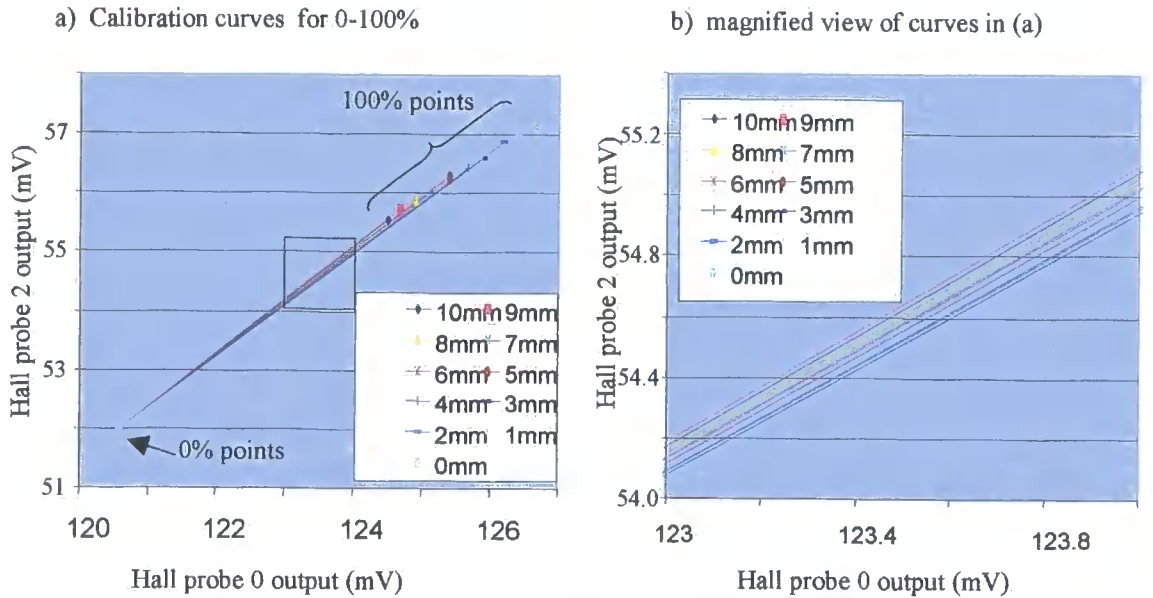 a) Calibration curves for 0-100%
100% points
57
55
53
51
Hall probe 2 output (mV)
0% points
10mm 9mm
8mm 7mm
6mm 5mm
4mm 3mm
2mm 1mm
0mm
120 122 124 126
Hall probe 0 output (mV)
b) magnified view of curves in (a)
10mm 9mm
8mm 7mm
6mm 5mm
4mm 3mm
2mm 1mm
0mm
55.2
54.8
54.4
54.0
Hall probe 2 output (mV)
123 123.4 123.8
Hall probe 0 output (mV)